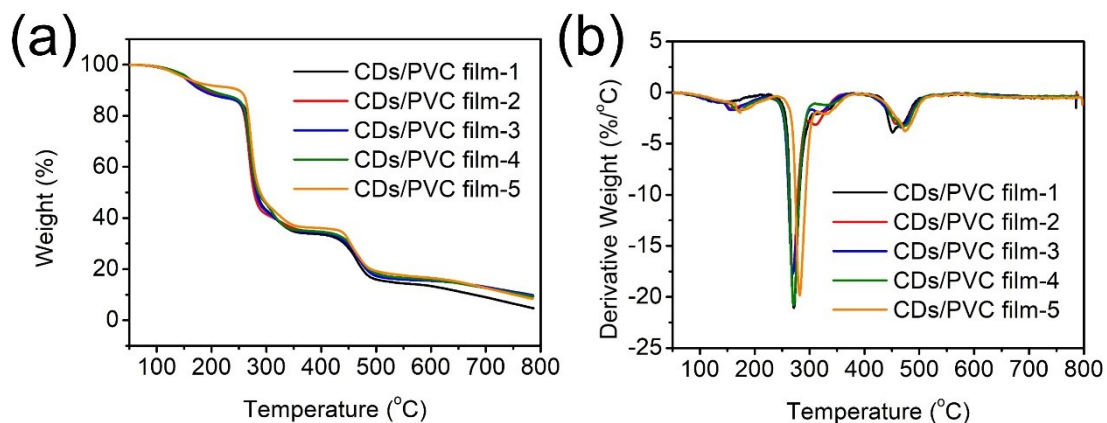 (a)
100
80
60
40
20
0
Weight (%)
CDs/PVC film-1
CDs/PVC film-2
CDs/PVC film-3
CDs/PVC film-4
CDs/PVC film-5
100 200 300 400 500 600 700 800
Temperature (°C)
(b)
5
0
-5
-10
-15
-20
-25
Derivative Weight (%/°C)
CDs/PVC film-1
CDs/PVC film-2
CDs/PVC film-3
CDs/PVC film-4
CDs/PVC film-5
100 200 300 400 500 600 700 800
Temperature (°C)